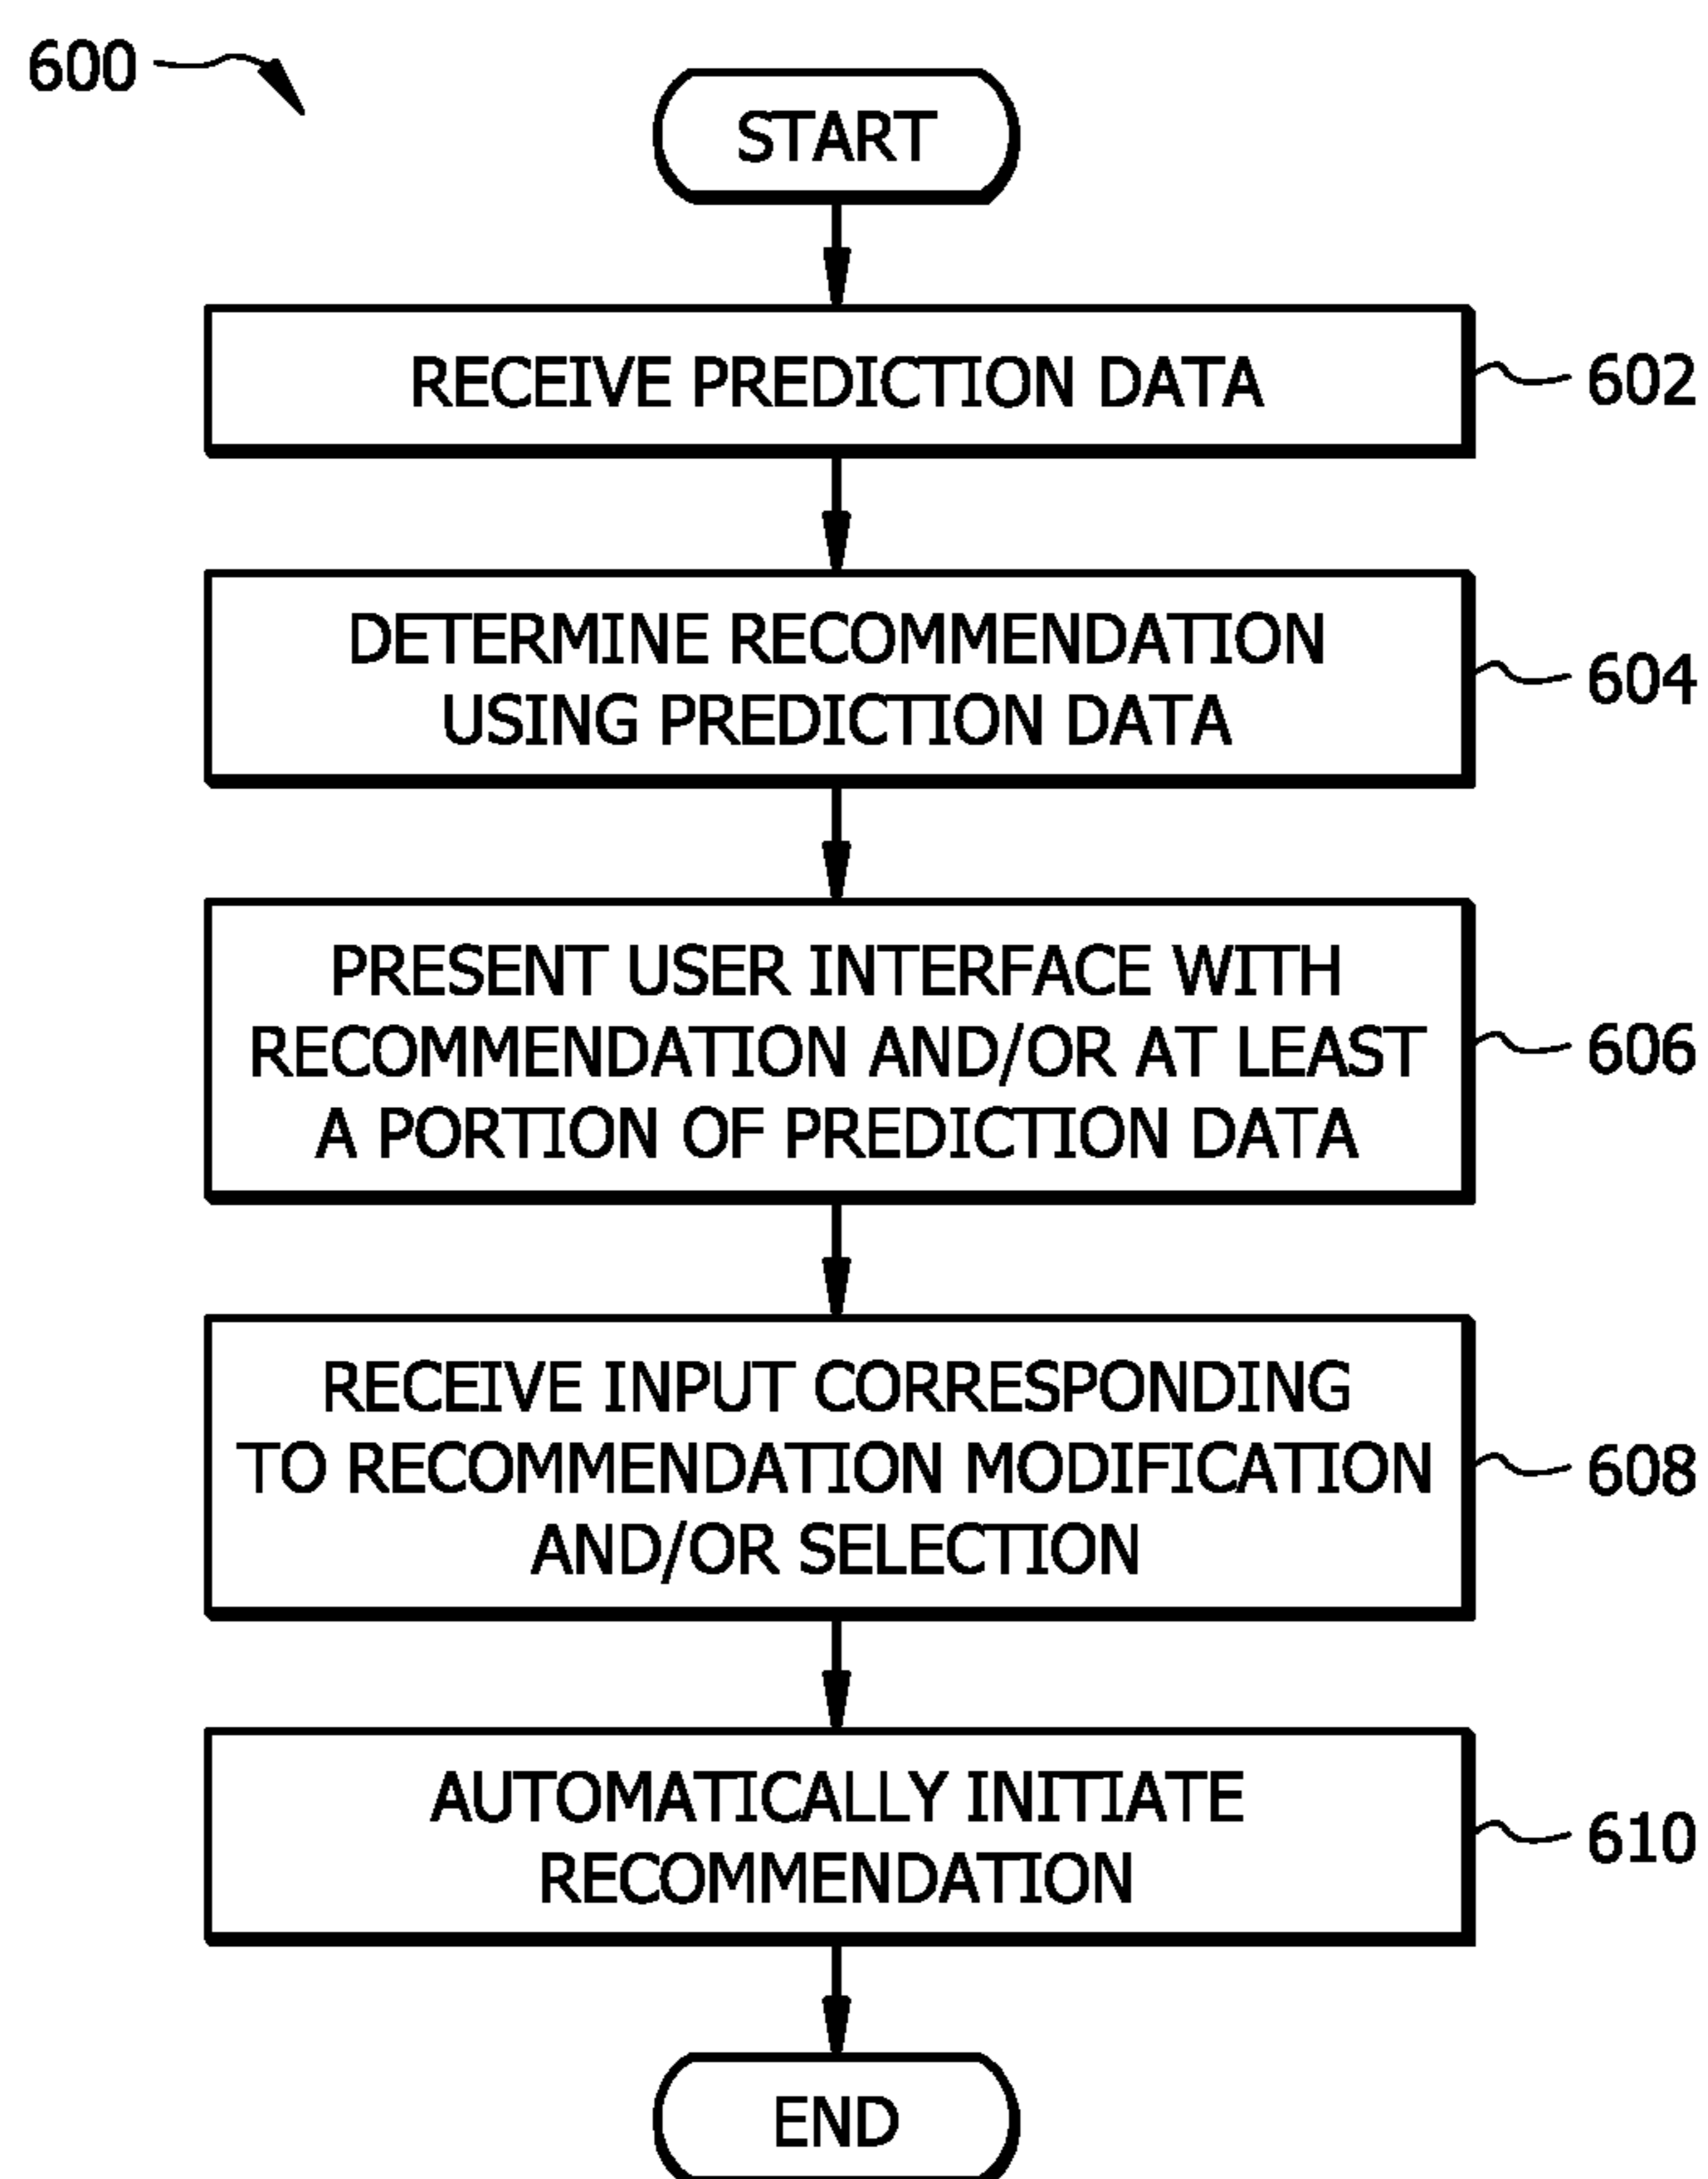 600
START
RECEIVE PREDICTION DATA
602
DETERMINE RECOMMENDATION
USING PREDICTION DATA
604
PRESENT USER INTERFACE WITH
RECOMMENDATION AND/OR AT LEAST
A PORTION OF PREDICTION DATA
606
RECEIVE INPUT CORRESPONDING
TO RECOMMENDATION MODIFICATION
AND/OR SELECTION
608
AUTOMATICALLY INITIATE
RECOMMENDATION
610
END